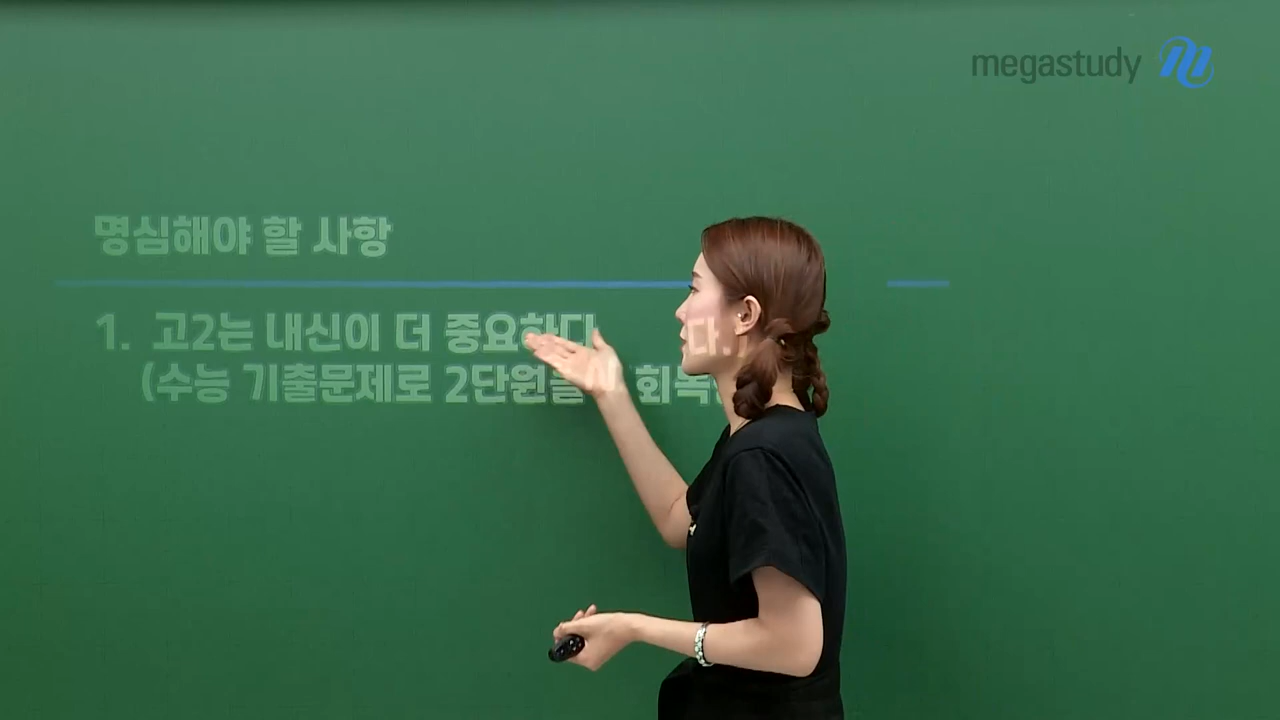 megastudy
명심해야 할 사항
1. 고2는 내신이 더 중요하다.
(수능 기출문제로 2단원을